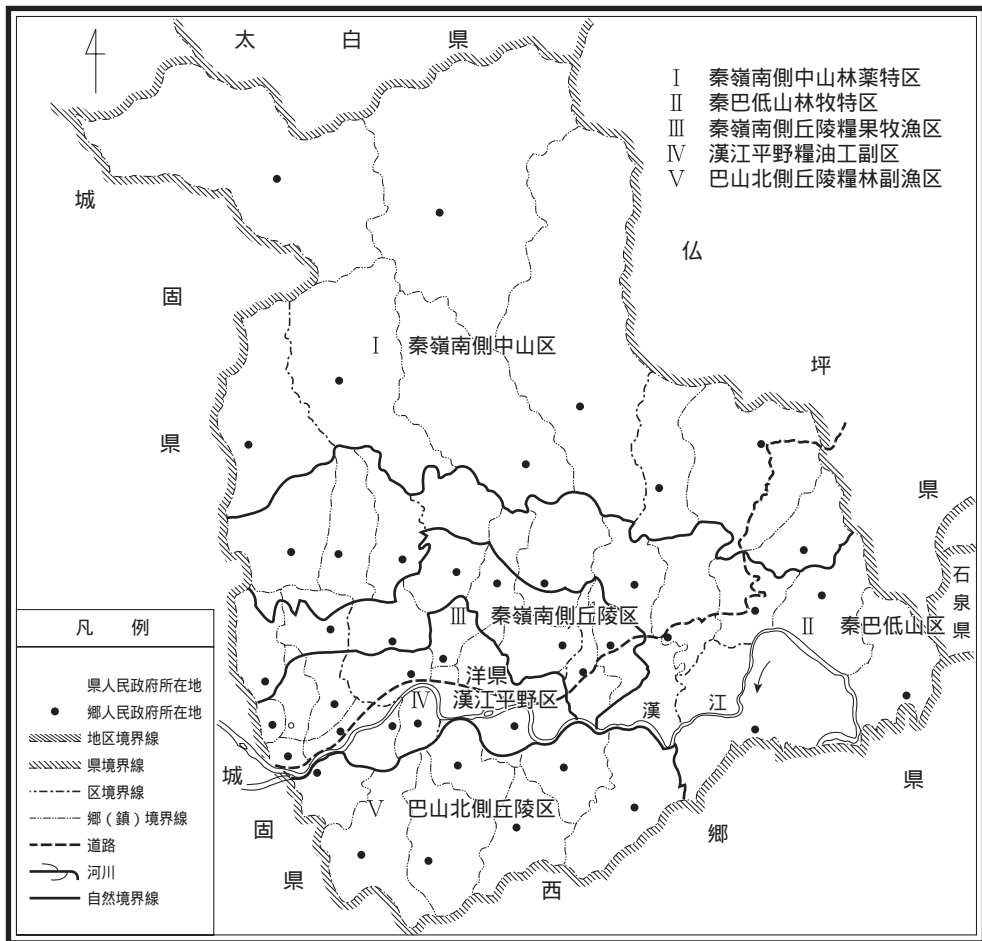 太白県
Ⅰ 秦嶺南側中山林薬特区
Ⅱ 秦巴低山林牧特区
Ⅲ 秦嶺南側丘陵糧果牧漁区
Ⅳ 漢江平野糧油工副区
Ⅴ 巴山北側丘陵糧林副漁区
城固県
仏坪県
石泉県
Ⅰ 秦嶺南側中山区
Ⅲ 秦嶺南側丘陵区
Ⅱ 秦巴低山区
洋県
Ⅳ 漢江平野区
漢江
Ⅴ 巴山北側丘陵区
城固県
西郷県
凡例
県人民政府所在地
郷人民政府所在地
地区境界線
県境界線
区境界線
郷(鎮)境界線
道路
河川
自然境界線